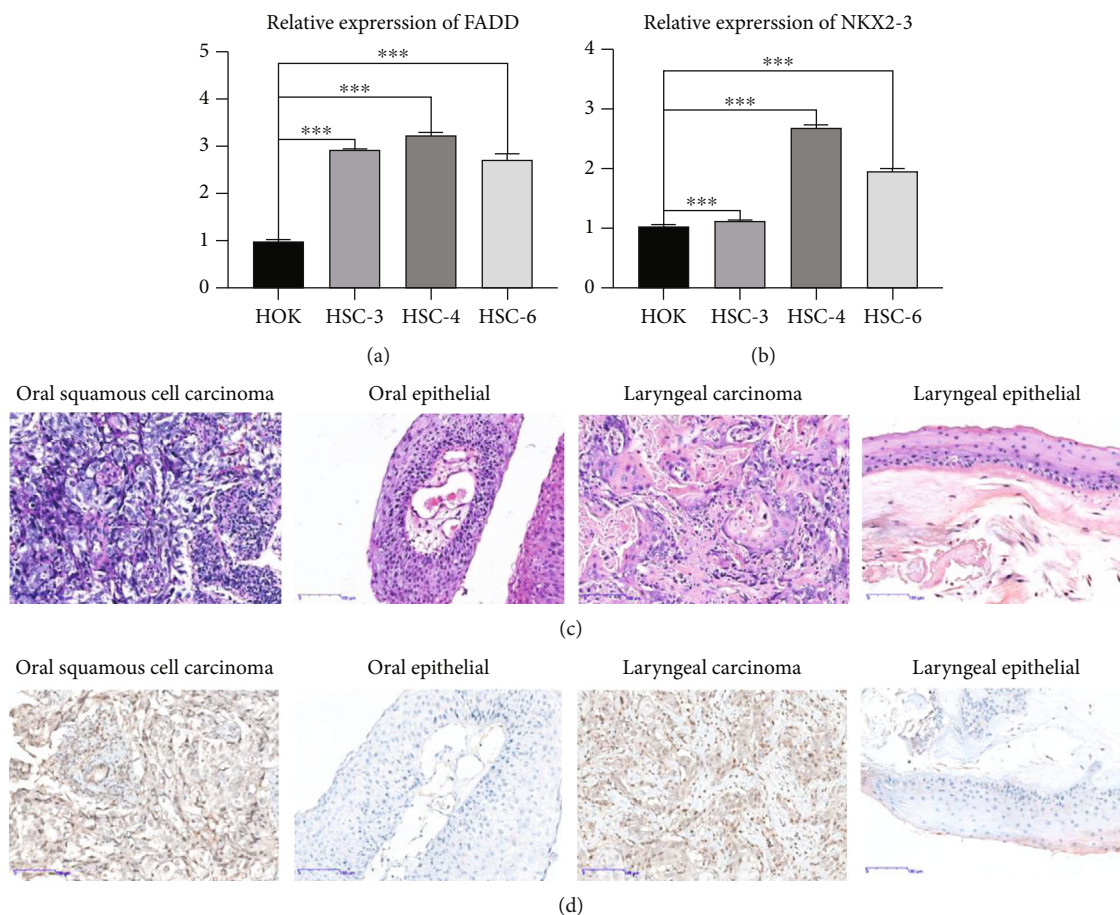 Relative exprerssion of FADD
5
4
3
2
1
0
***
***
***
HOK HSC-3 HSC-4 HSC-6
(a)
Relative exprerssion of NKX2-3
4
3
2
1
0
***
***
***
HOK HSC-3 HSC-4 HSC-6
(b)
Oral squamous cell carcinoma Oral epithelial Laryngeal carcinoma Laryngeal epithelial
(c)
Oral squamous cell carcinoma Oral epithelial Laryngeal carcinoma Laryngeal epithelial
(d)